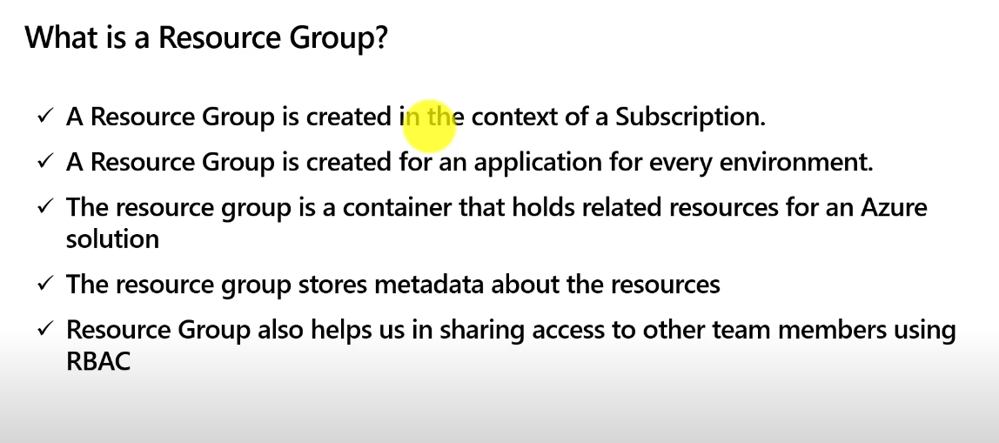 What is a Resource Group?
✓ A Resource Group is created in the context of a Subscription.
✓ A Resource Group is created for an application for every environment.
✓ The resource group is a container that holds related resources for an Azure
solution
✓ The resource group stores metadata about the resources
✓ Resource Group also helps us in sharing access to other team members using
RBAC